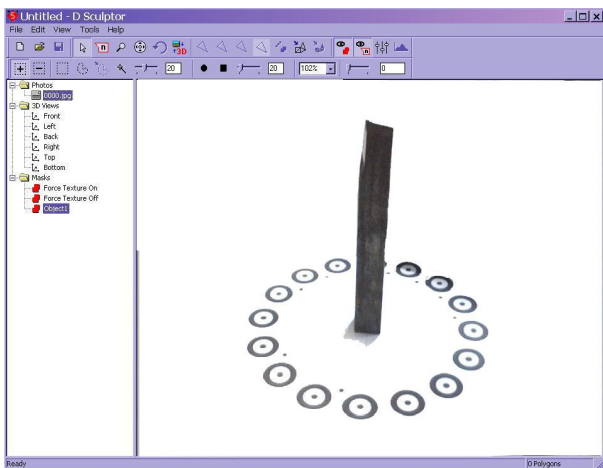 Untitled - D Sculptor
File Edit View Tools Help
n +3D n
20 20 102% 0
Photos
0000.jpg
3D Views
Front
Left
Back
Right
Top
Bottom
Masks
Force Texture On
Force Texture Off
Object1
Ready 0 Polygons